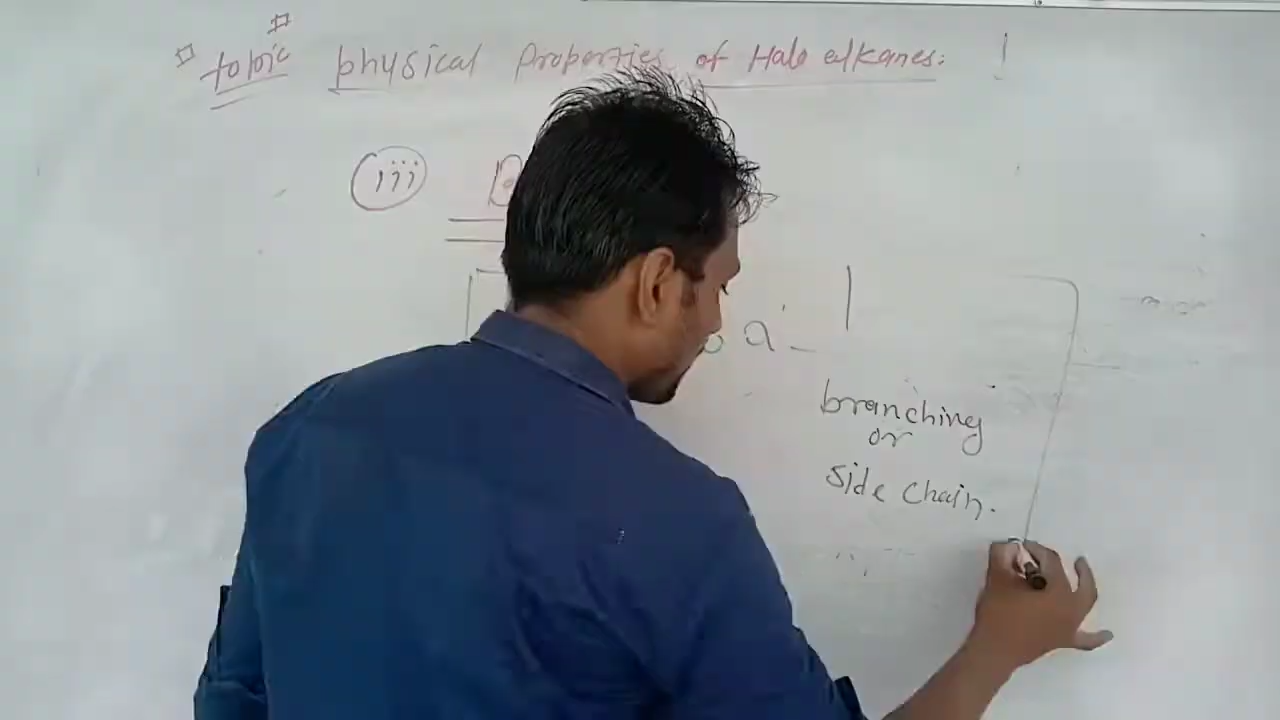 topic physical Properties of Halo alkanes:
iii
a
branching
or
side chain.